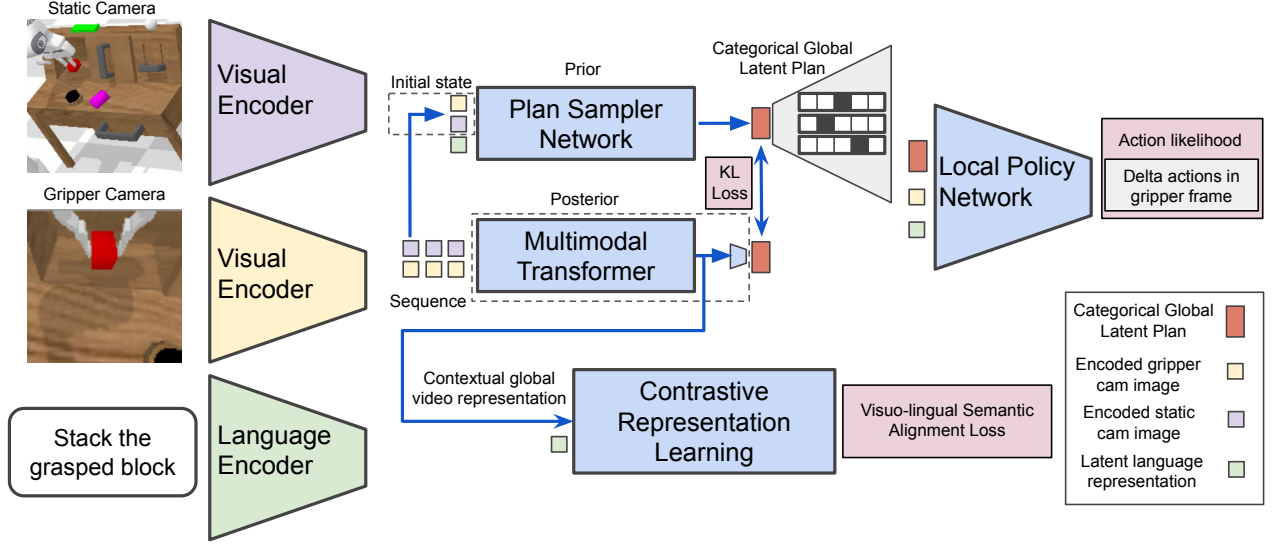 Static Camera
Visual
Encoder
Gripper Camera
Visual
Encoder
Stack the
grasped block
Language
Encoder
Initial state
Prior
Plan Sampler
Network
Categorical Global
Latent Plan
KL
Loss
Posterior
Multimodal
Transformer
Sequence
Local Policy
Network
Action likelihood
Delta actions in
gripper frame
Contextual global
video representation
Contrastive
Representation
Learning
Visuo-lingual Semantic
Alignment Loss
Categorical Global
Latent Plan
Encoded gripper
cam image
Encoded static
cam image
Latent language
representation